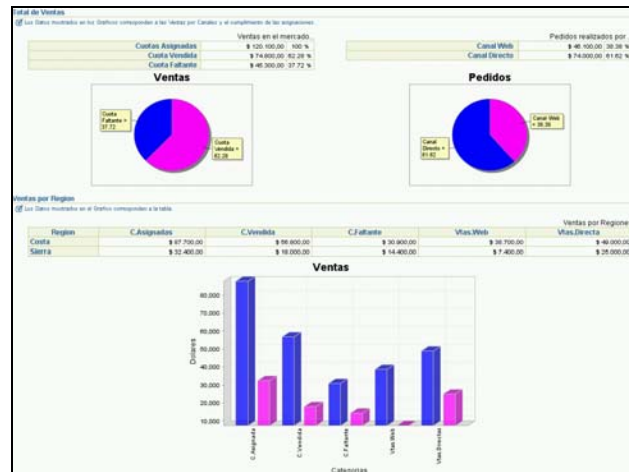 Total de Ventas
Los Datos mostrados en los Graficos corresponden a las Ventas por Canales y el cumplimiento de las asignaciones
Ventas en el mercado
Cuotas Asignadas $ 120.100,00 100 %
Cuota Vendida $ 74.800,00 62.28 %
Cuota Faltante $ 45.300,00 37.72 %
Pedidos realizados por
Canal Web $ 46.100,00 38.38 %
Canal Directo $ 74.000,00 61.62 %
Ventas
Cuota Faltante = 37.72
Cuota Vendida = 62.28
Pedidos
Canal Web = 38.38
Canal Directo = 61.62
Ventas por Region
Los Datos mostrados en el Grafico corresponden a la tabla
Ventas por Regione
Region C.Asignadas C.Vendida C.Faltante Vtas.Web Vtas.Directa
Costa $ 87.700,00 $ 56.800,00 $ 30.900,00 $ 38.700,00 $ 49.000,00
Sierra $ 32.400,00 $ 18.000,00 $ 14.400,00 $ 7.400,00 $ 25.000,00
Ventas
Dolares
80,000
70,000
60,000
50,000
40,000
30,000
20,000
10,000
C.Asignada
C.Vendida
C.Faltante
Vtas.Web
Vtas.Directas
Categorias